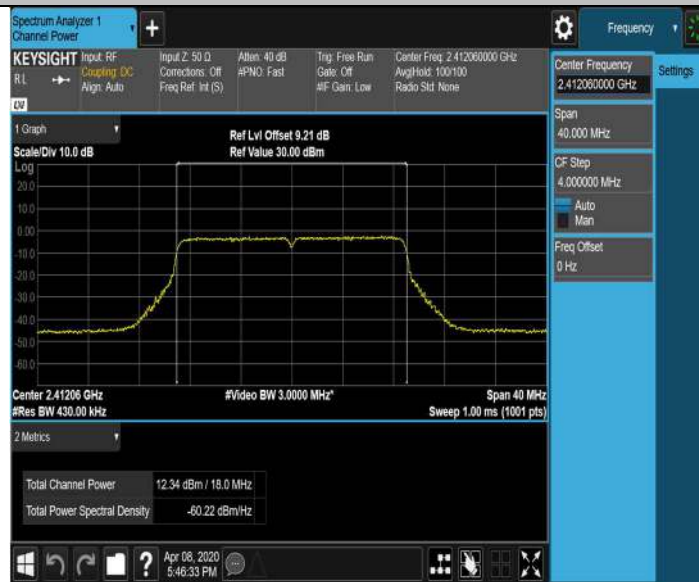 Spectrum Analyzer 1
Channel Power
+
Frequency
KEYSIGHT
Input: RF
Coupling: DC
Align: Auto
RL
LXI
Input Z: 50 Ω
Corrections: Off
Freq Ref: Int (S)
Atten: 40 dB
#PNO: Fast
Trig: Free Run
Gate: Off
#IF Gain: Low
Center Freq: 2.412060000 GHz
Avg|Hold: 100/100
Radio Std: None
Center Frequency
2.412060000 GHz
Settings
Span
40.000 MHz
CF Step
4.000000 MHz
Auto
Man
Freq Offset
0 Hz
1 Graph
Scale/Div 10.0 dB
Ref Lvl Offset 9.21 dB
Ref Value 30.00 dBm
Log
20.0
10.0
0.00
-10.0
-20.0
-30.0
-40.0
-50.0
-60.0
Center 2.41206 GHz
#Video BW 3.0000 MHz*
Span 40 MHz
#Res BW 430.00 kHz
Sweep 1.00 ms (1001 pts)
2 Metrics
Total Channel Power 12.34 dBm / 18.0 MHz
Total Power Spectral Density -60.22 dBm/Hz
?
Apr 08, 2020
5:46:33 PM